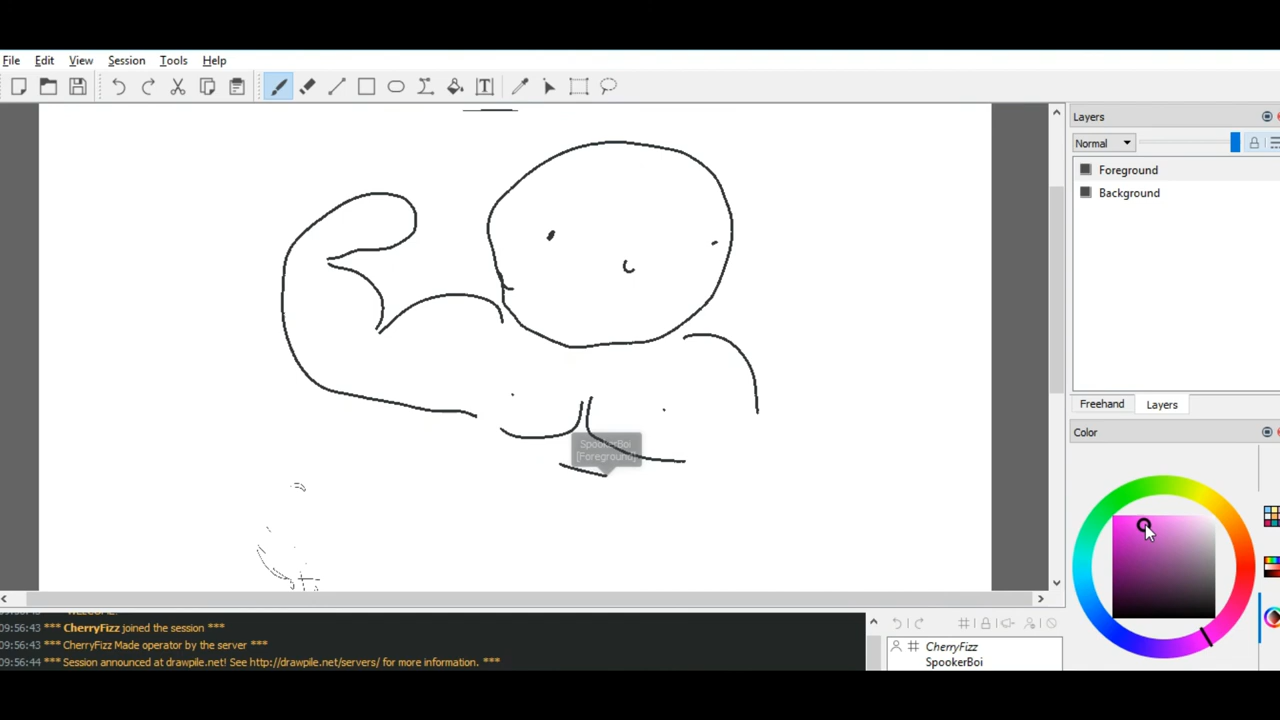 File Edit View Session Tools Help
Layers
Normal
Foreground
Background
Freehand Layers
Color
SpookerBoi
[Foreground]
09:56:43 *** CherryFizz joined the session ***
09:56:43 *** CherryFizz Made operator by the server ***
09:56:44 *** Session announced at drawpile.net! See http://drawpile.net/servers/ for more information. ***
CherryFizz
SpookerBoi